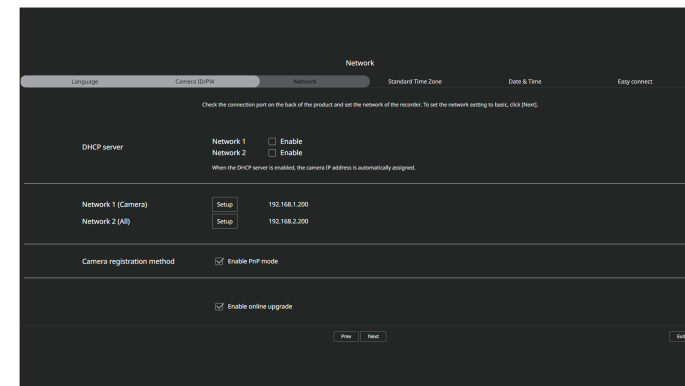 Network
Language Camera ID/PW Network Standard Time Zone Date & Time Easy connect
Check the connection port on the back of the product and set the network of the recorder. To set the network setting to basic, click [Next].
DHCP server
Network 1 Enable
Network 2 Enable
When the DHCP server is enabled, the camera IP address is automatically assigned.
Network 1 (Camera) Setup 192.168.1.200
Network 2 (All) Setup 192.168.2.200
Camera registration method Enable PnP mode
Enable online upgrade
Prev Next Exit